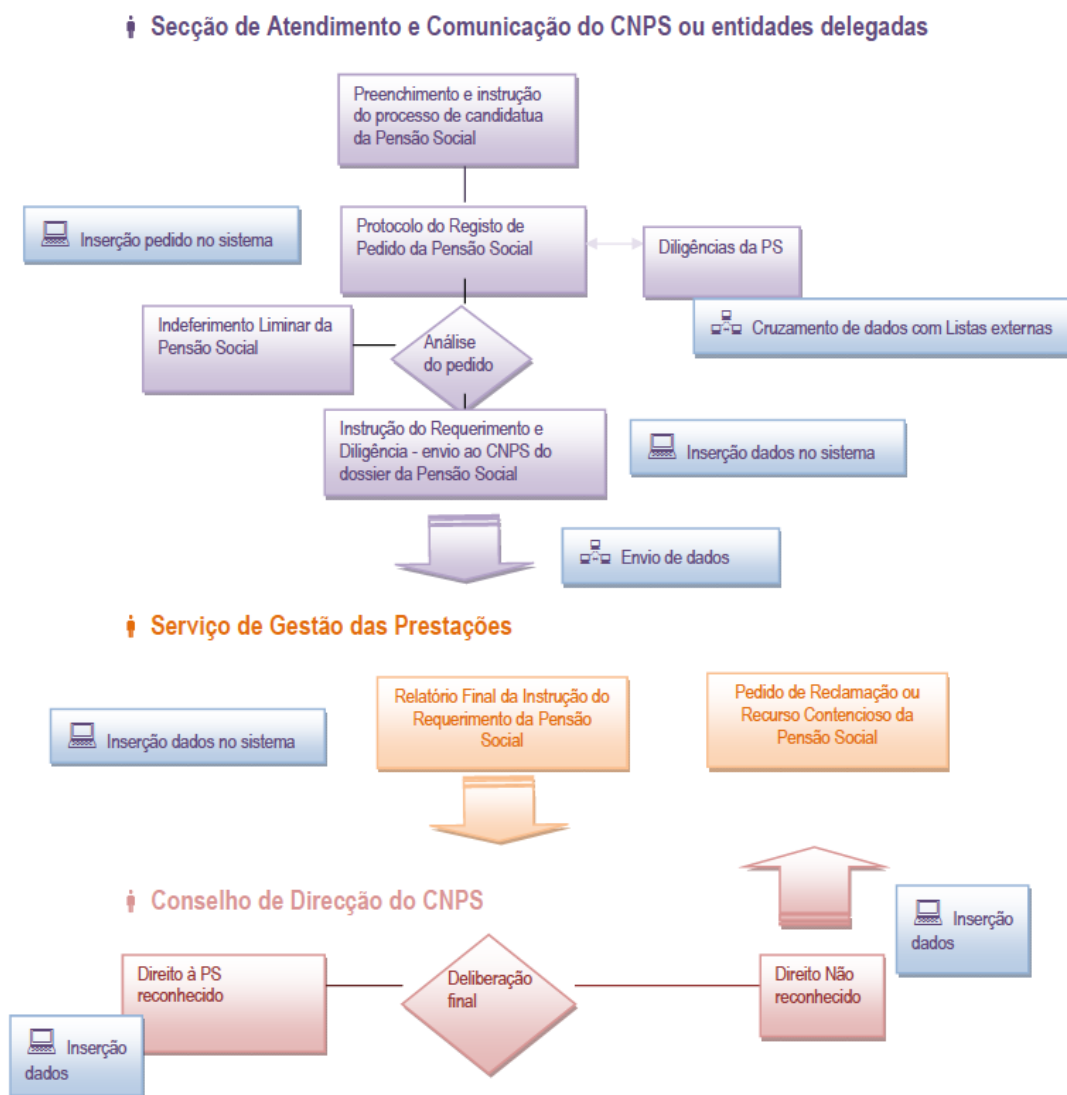 Secção de Atendimento e Comunicação do CNPS ou entidades delegadas
Preenchimento e instrução
do processo de candidatua
da Pensão Social
Inserção pedido no sistema
Protocolo do Registo de
Pedido da Pensão Social
Diligências da PS
Cruzamento de dados com Listas externas
Indeferimento Liminar da
Pensão Social
Análise
do pedido
Instrução do Requerimento e
Diligência - envio ao CNPS do
dossier da Pensão Social
Inserção dados no sistema
Envio de dados
Serviço de Gestão das Prestações
Inserção dados no sistema
Relatório Final da Instrução do
Requerimento da Pensão
Social
Pedido de Reclamação ou
Recurso Contencioso da
Pensão Social
Conselho de Direcção do CNPS
Inserção
dados
Direito à PS
reconhecido
Deliberação
final
Direito Não
reconhecido
Inserção
dados